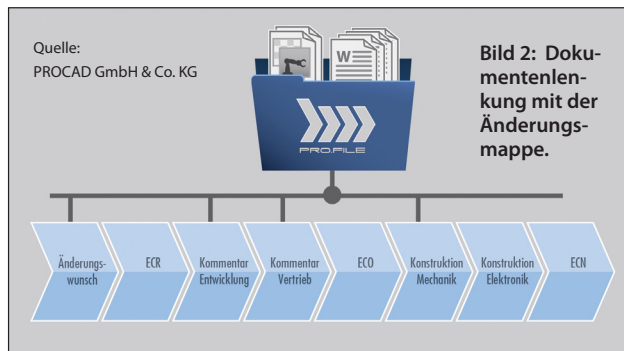 Quelle:
PROCAD GmbH & Co. KG
Bild 2: Doku-
mentenlen-
kung mit der
Änderungs-
mappe.
W
PRO.FILE
Änderungs-
wunsch
ECR
Kommentar
Entwicklung
Kommentar
Vertrieb
ECO
Konstruktion
Mechanik
Konstruktion
Elektronik
ECN